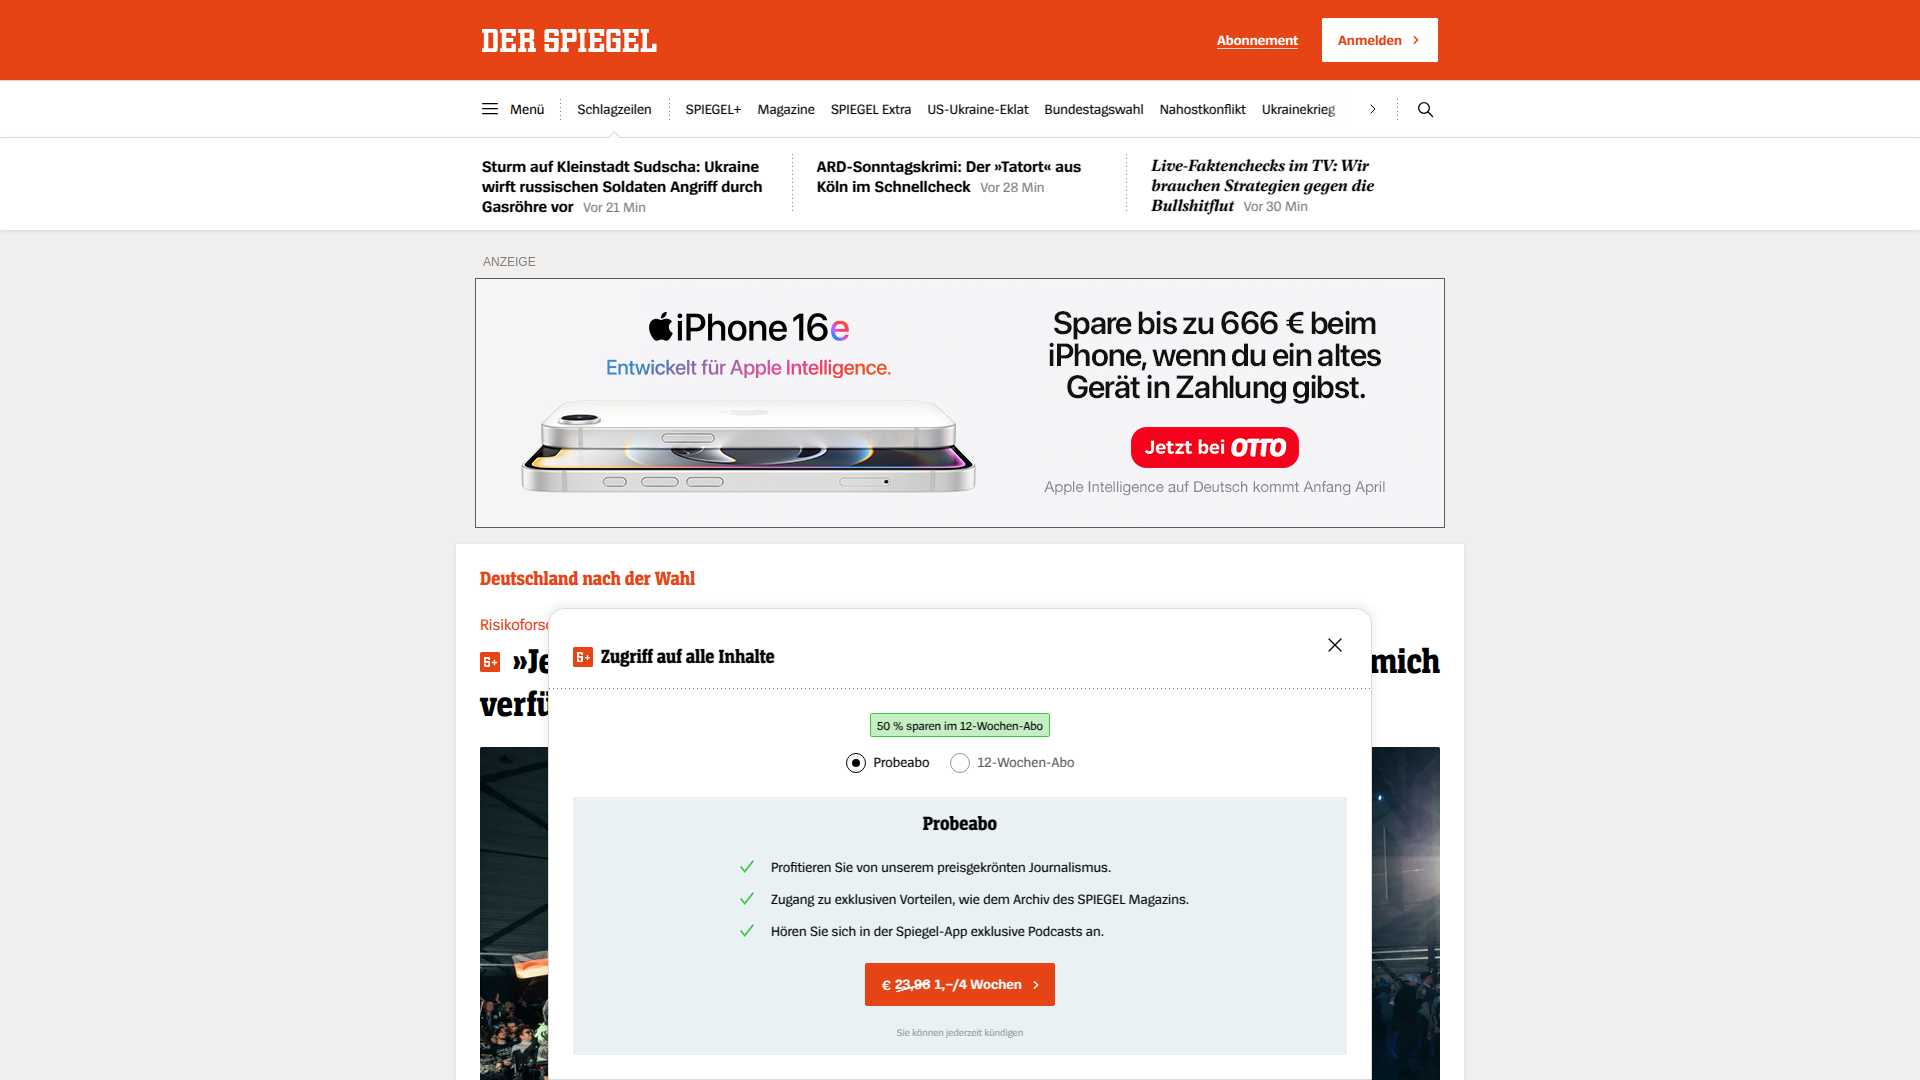 DER SPIEGEL
Abonnement
Anmelden
Menü
Schlagzeilen
SPIEGEL+
Magazine
SPIEGEL Extra
US-Ukraine-Eklat
Bundestagswahl
Nahostkonflikt
Ukrainekrieg
Sturm auf Kleinstadt Sudscha: Ukraine
wirft russischen Soldaten Angriff durch
Gasröhre vor Vor 21 Min
ARD-Sonntagskrimi: Der »Tatort« aus
Köln im Schnellcheck Vor 28 Min
Live-Faktenchecks im TV: Wir
brauchen Strategien gegen die
Bullshitflut Vor 30 Min
ANZEIGE
iPhone 16e
Entwickelt für Apple Intelligence.
Spare bis zu 666 € beim
iPhone, wenn du ein altes
Gerät in Zahlung gibst.
Jetzt bei OTTO
Apple Intelligence auf Deutsch kommt Anfang April
Deutschland nach der Wahl
mich
Zugriff auf alle Inhalte
50 % sparen im 12-Wochen-Abo
Probeabo
12-Wochen-Abo
Probeabo
Profitieren Sie von unserem preisgekrönten Journalismus.
Zugang zu exklusiven Vorteilen, wie dem Archiv des SPIEGEL Magazins.
Hören Sie sich in der Spiegel-App exklusive Podcasts an.
€ 23,96 1,–/4 Wochen
Sie können jederzeit kündigen